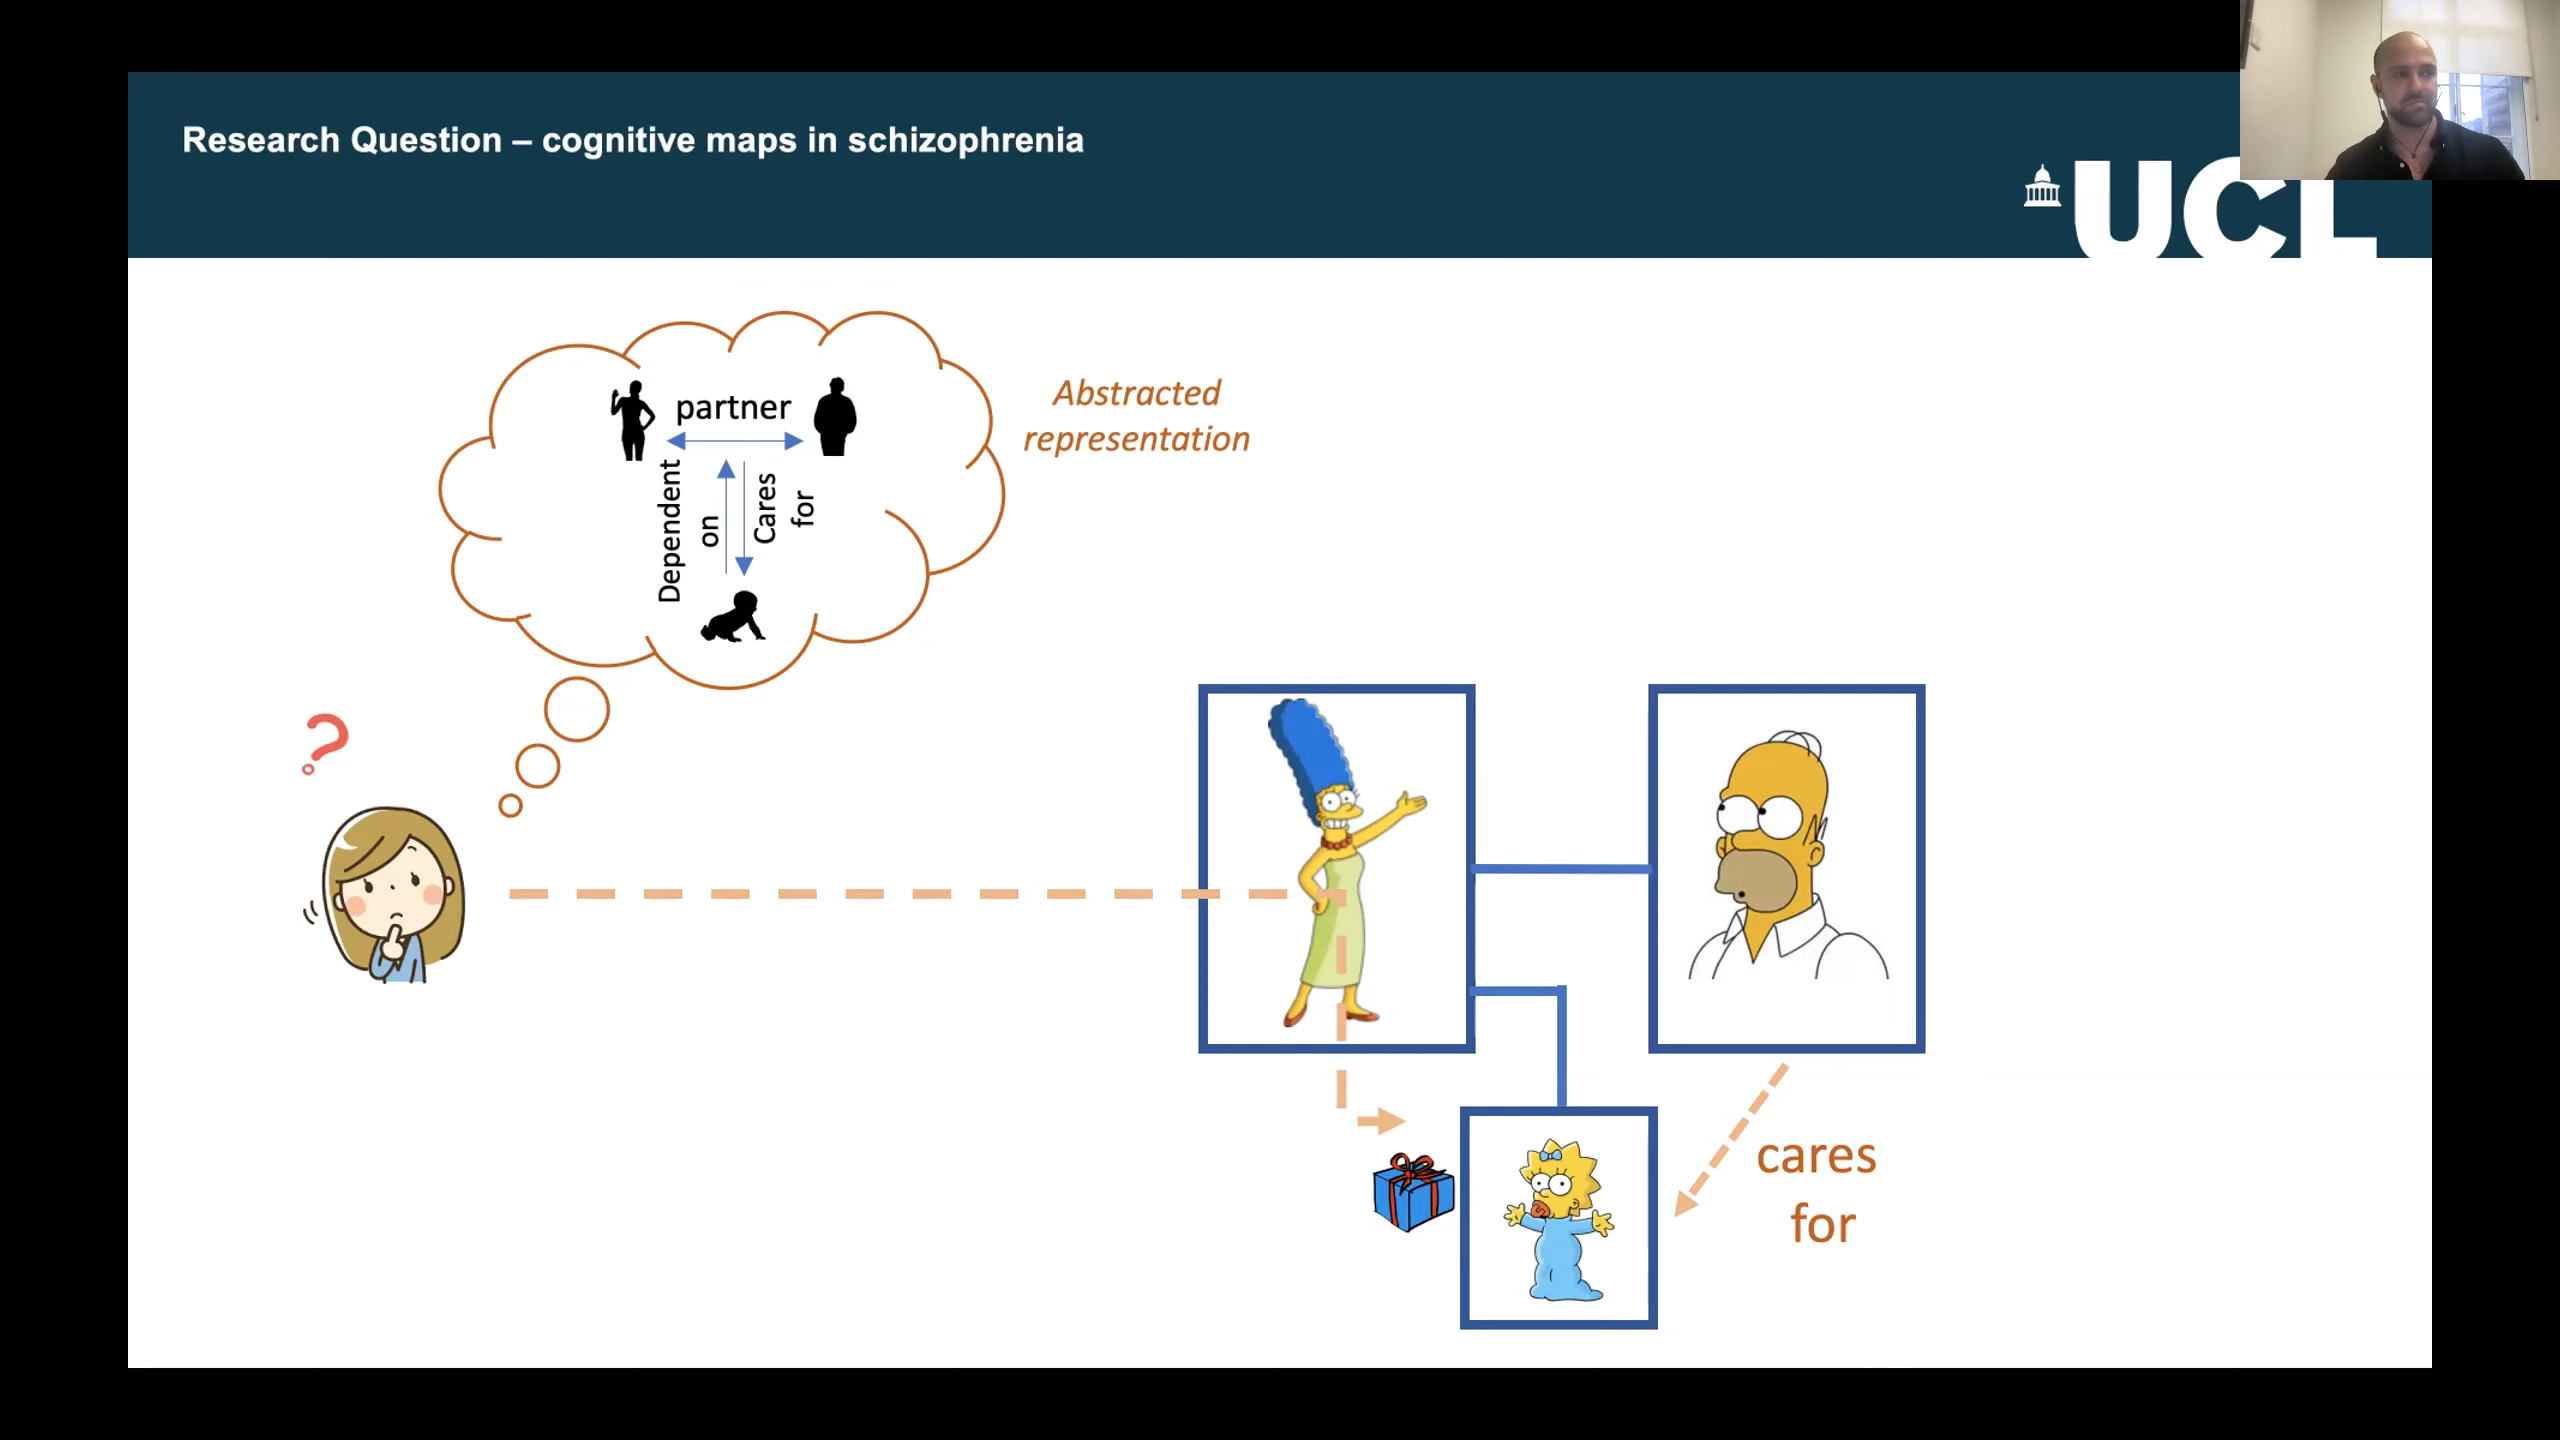 Research Question – cognitive maps in schizophrenia
UCL
partner
Dependent
on
Cares
for
Abstracted
representation
?
cares
for